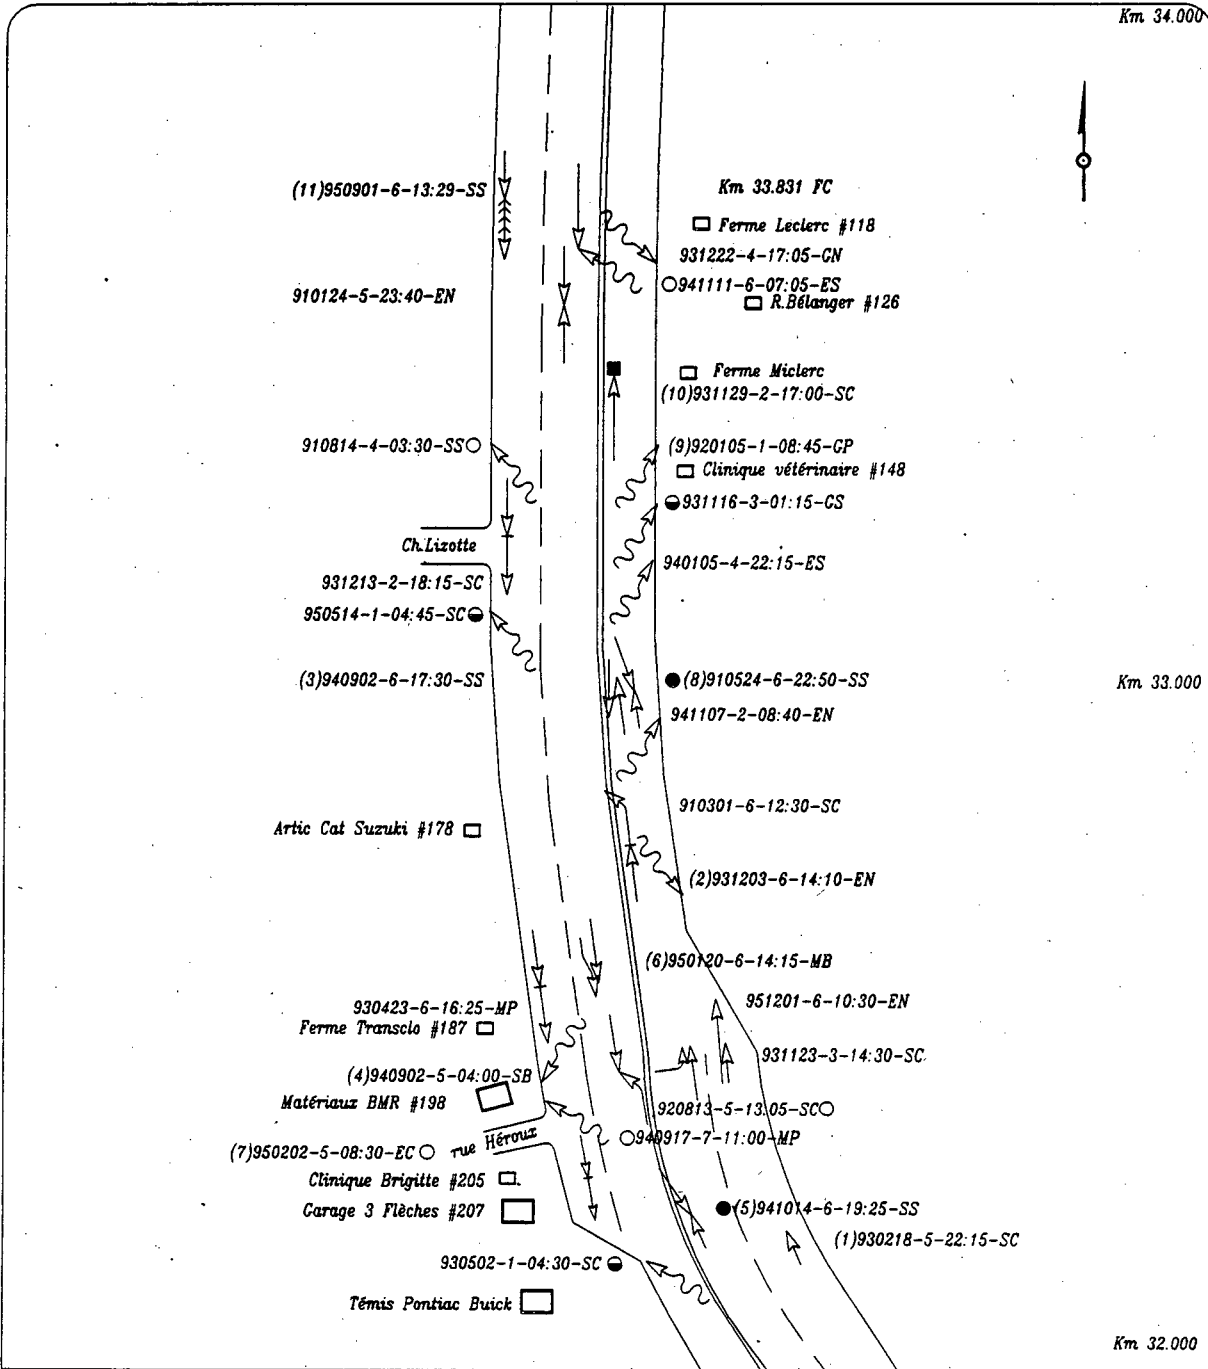 Km 34.000
(11)950901-6-13:29-SS
Km 33.831 FC
Ferme Leclerc #118
931222-4-17:05-GN
941111-6-07:05-ES
910124-5-23:40-EN
R.Bélanger #126
Ferme Miclerc
(10)931129-2-17:00-SC
910814-4-03:30-SS
(9)920105-1-08:45-GP
Clinique vétérinaire #148
931116-3-01:15-GS
Ch.Lizotte
940105-4-22:15-ES
931213-2-18:15-SC
950514-1-04:45-SC
(3)940902-6-17:30-SS
(8)910524-6-22:50-SS
Km 33.000
941107-2-08:40-EN
910301-6-12:30-SC
Artic Cat Suzuki #178
(2)931203-6-14:10-EN
(6)950120-6-14:15-MB
930423-6-16:25-MP
951201-6-10:30-EN
Ferme Transclo #187
931123-3-14:30-SC
(4)940902-5-04:00-SB
Matériaux BMR #198
920813-5-13:05-SC
940917-7-11:00-MP
(7)950202-5-08:30-EC
rue Héroux
Clinique Brigitte #205
Garage 3 Flèches #207
(5)941014-6-19:25-SS
(1)930218-5-22:15-SC
930502-1-04:30-SC
Témis Pontiac Buick
Km 32.000